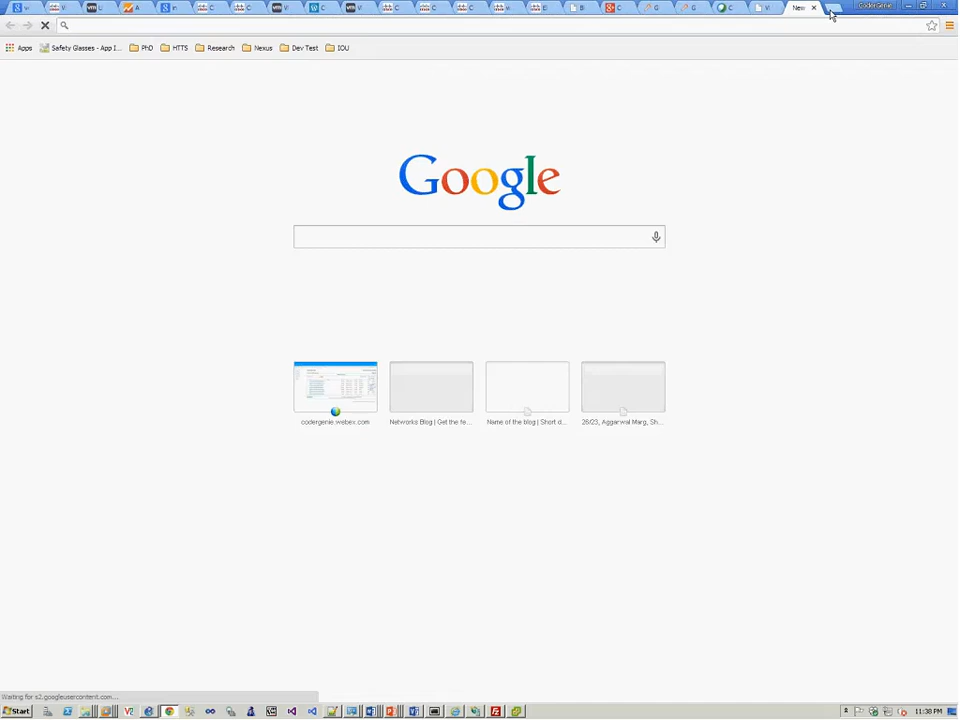 New
CoderGenie
Apps
Safety Glasses - App I...
PhD
HTTS
Research
Nexus
Dev Test
IOU
Google
codergenie.webex.com
Networks Blog | Get the fe...
Name of the blog | Short d...
26/23, Aggarwal Marg, Sh...
Waiting for s2.googleusercontent.com...
Start
11:38 PM